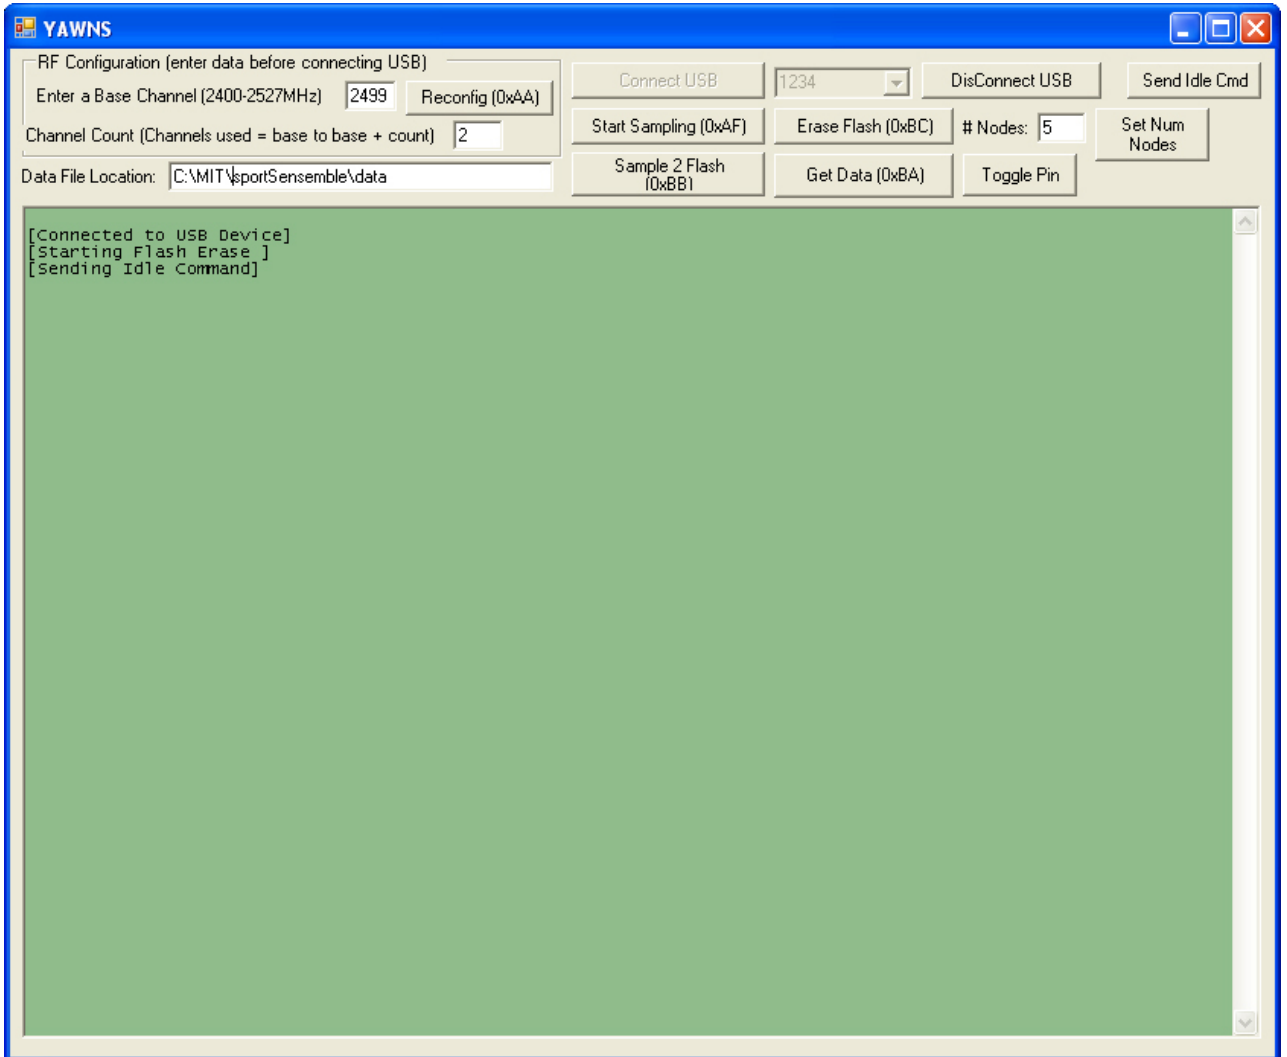 YAWNS
RF Configuration (enter data before connecting USB)
Enter a Base Channel (2400-2527MHz) 2499 Reconfig (0xAA)
Channel Count (Channels used = base to base + count) 2
Data File Location: C:\MIT\sportSensemble\data
Connect USB 1234 DisConnect USB Send Idle Cmd
Start Sampling (0xAF) Erase Flash (0xBC) # Nodes: 5 Set Num
Nodes
Sample 2 Flash
(0xBB) Get Data (0xBA) Toggle Pin
[Connected to USB Device]
[Starting Flash Erase ]
[Sending Idle Command]